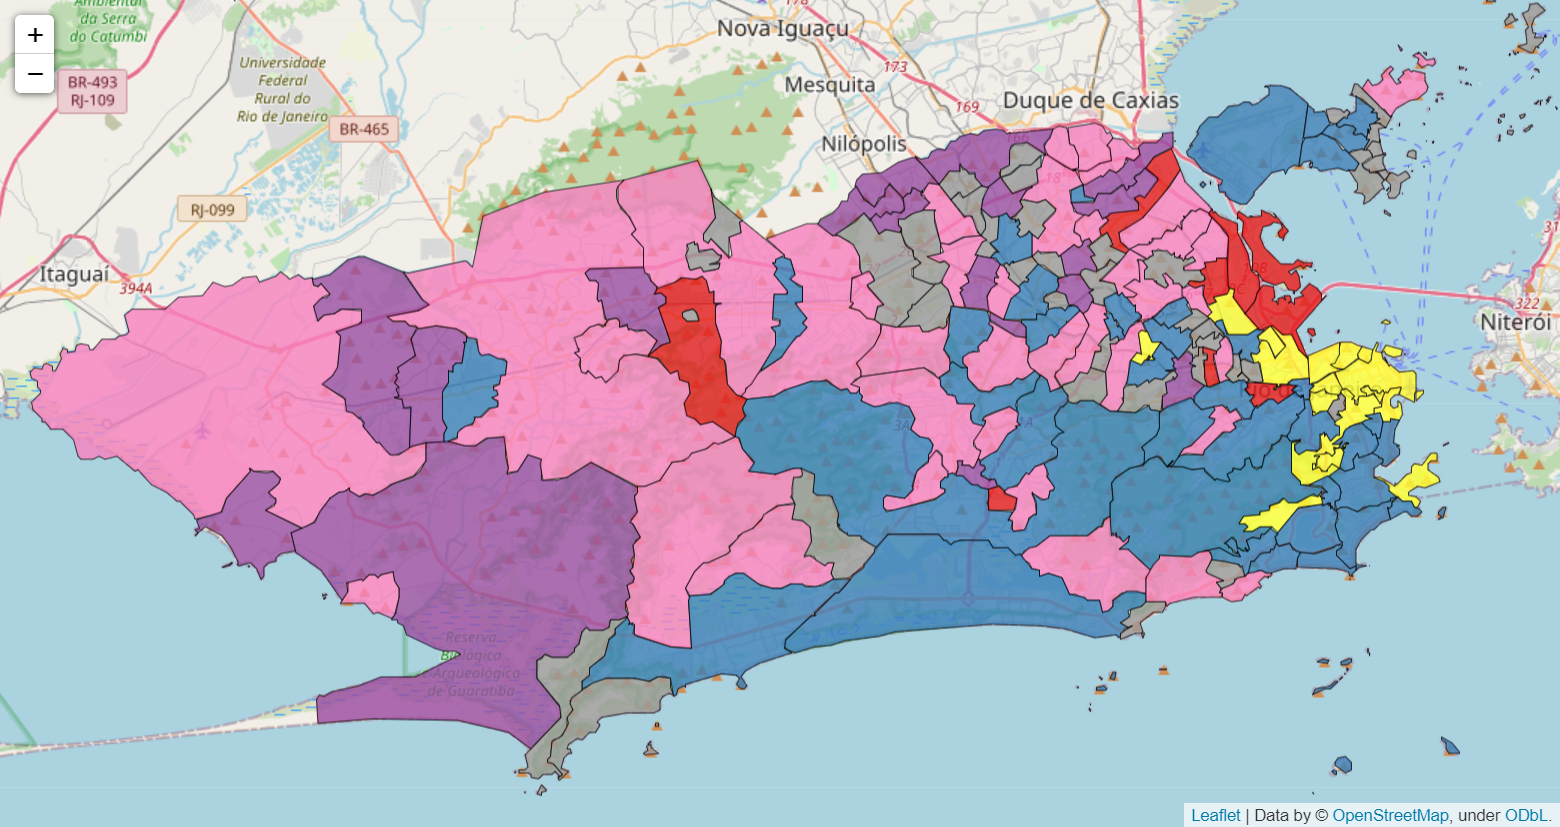 Ambiental
da Serra
do Catumbi
+
−
BR-493
RJ-109
Universidade
Federal
Rural do
Rio de Janeiro
BR-465
RJ-099
Itaguaí
394A
Nova Iguaçu
173
Mesquita
169
Duque de Caxias
Nilópolis
322
Niterói
3A
Reserva
Biológica
e Arqueológica
de Guaratiba
Leaflet | Data by © OpenStreetMap, under ODbL.